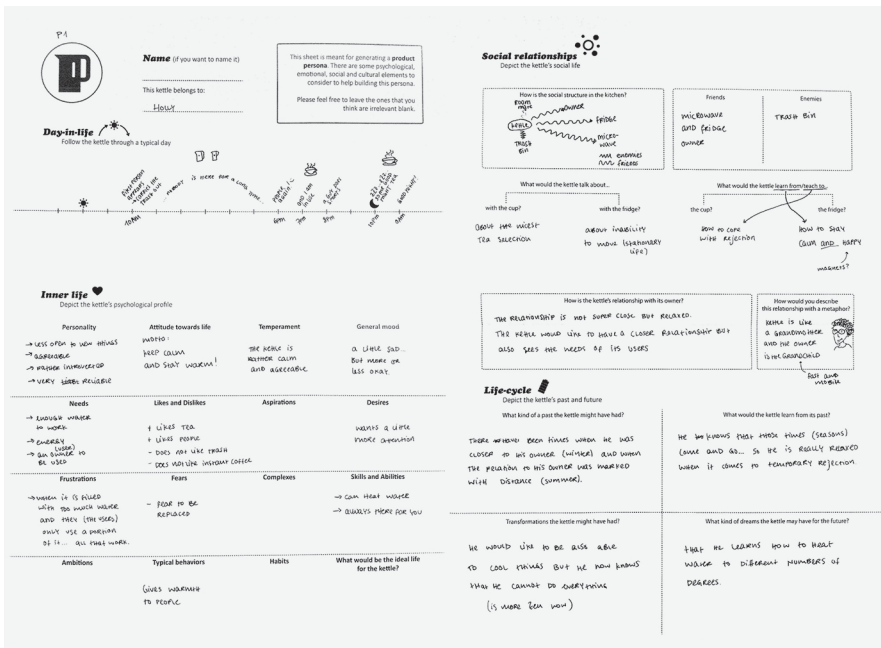 P1
Name (if you want to name it)
This kettle belongs to:
This sheet is meant for generating a product
persona. There are some psychological,
emotional, social and cultural elements to
consider to help building this persona.
Please feel free to leave the ones that you
think are irrelevant blank.
Day-in-life
Follow the kettle through a typical day
... nobody is here for a long time...
10am
6pm
7pm
8pm
11pm
Inner life
Depict the kettle's psychological profile
Personality
→ less open to new things
→ agreeable
→ rather introverted
→ very reliable
Attitude towards life
motto:
keep calm
and stay warm!
Temperament
the kettle is
rather calm
and agreeable
General mood
a little sad...
but more or
less okay.
Needs
→ enough water
to work
→ energy
(user)
→ an owner to
be used
Likes and Dislikes
+ likes tea
+ likes people
- does not like trash
- does not like instant coffee
Aspirations
Desires
wants a little
more attention
Frustrations
→ when it is filled
with too much water
and they (the users)
only use a portion
of it... all that work.
Fears
- fear to be
replaced
Complexes
Skills and Abilities
→ can heat water
→ always there for you
Ambitions
Typical behaviors
gives warmth
to people
Habits
What would be the ideal life
for the kettle?
Social relationships
Depict the kettle's social life
How is the social structure in the kitchen?
room
mate
owner
kettle
fridge
trash
bin
micro-
wave
enemies
friends
Friends
microwave
and fridge
owner
Enemies
trash bin
What would the kettle talk about...
with the cup?
about the nicest
tea selection
with the fridge?
about inability
to move (stationary
life)
What would the kettle learn from/teach to...
the cup?
how to cope
with rejection
the fridge?
how to stay
calm and happy
magnets?
How is the kettle's relationship with its owner?
the relationship is not super close but relaxed.
the kettle would like to have a closer relationship but
also sees the needs of its users
How would you describe
this relationship with a metaphor?
kettle is like
a grandmother
and the owner
is the grandchild
fast and
mobile
Life-cycle
Depict the kettle's past and future
What kind of a past the kettle might have had?
there have been times when he was
closer to his owner (winter) and when
the relation to his owner was marked
with distance (summer).
What would the kettle learn from its past?
he knows that those times (seasons)
come and go... so he is really relaxed
when it comes to temporary rejection.
Transformations the kettle might have had?
he would like to be also able
to cool things but he now knows
that he cannot do everything
(is more zen now)
What kind of dreams the kettle may have for the future?
that he learns how to heat
water to different numbers of
degrees.